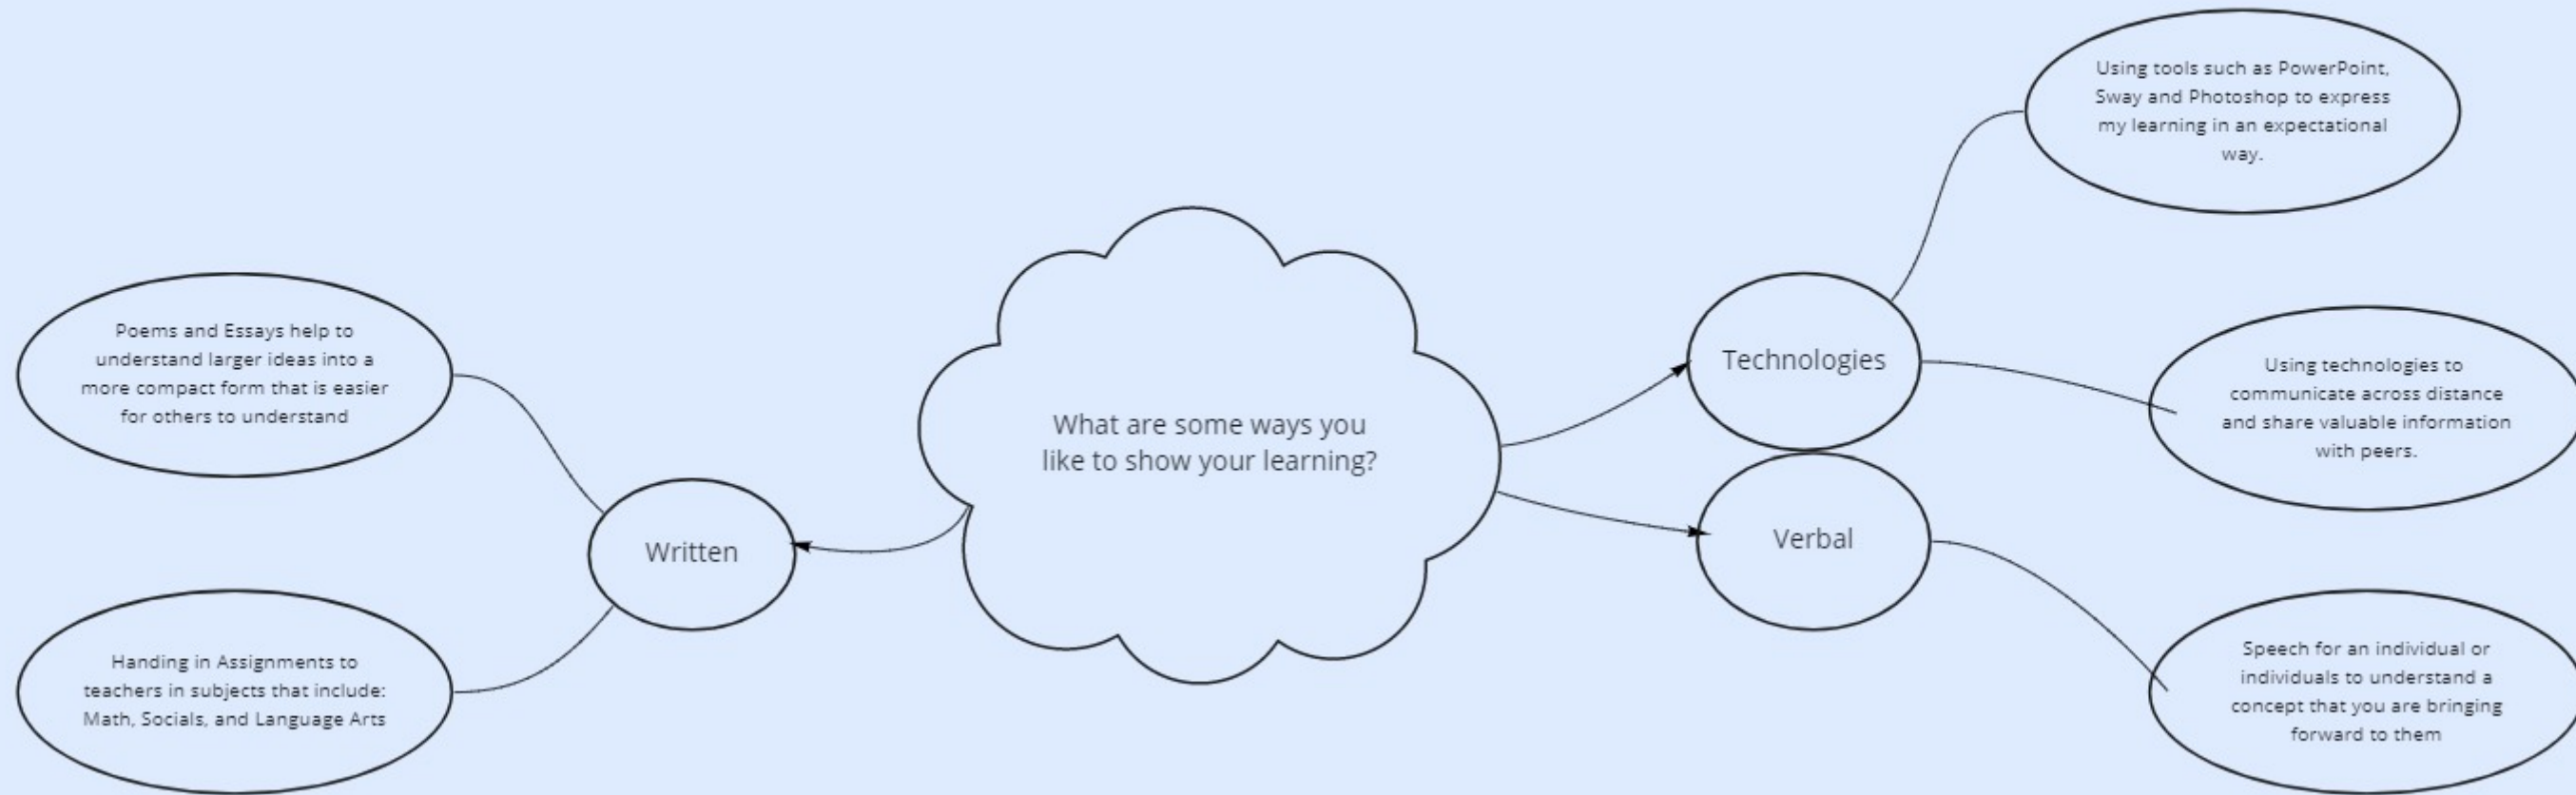 Using tools such as PowerPoint,
Sway and Photoshop to express
my learning in an expectational
way.
Poems and Essays help to
understand larger ideas into a
more compact form that is easier
for others to understand
Technologies
Using technologies to
communicate across distance
and share valuable information
with peers.
What are some ways you
like to show your learning?
Written
Verbal
Handing in Assignments to
teachers in subjects that include:
Math, Socials, and Language Arts
Speech for an individual or
individuals to understand a
concept that you are bringing
forward to them